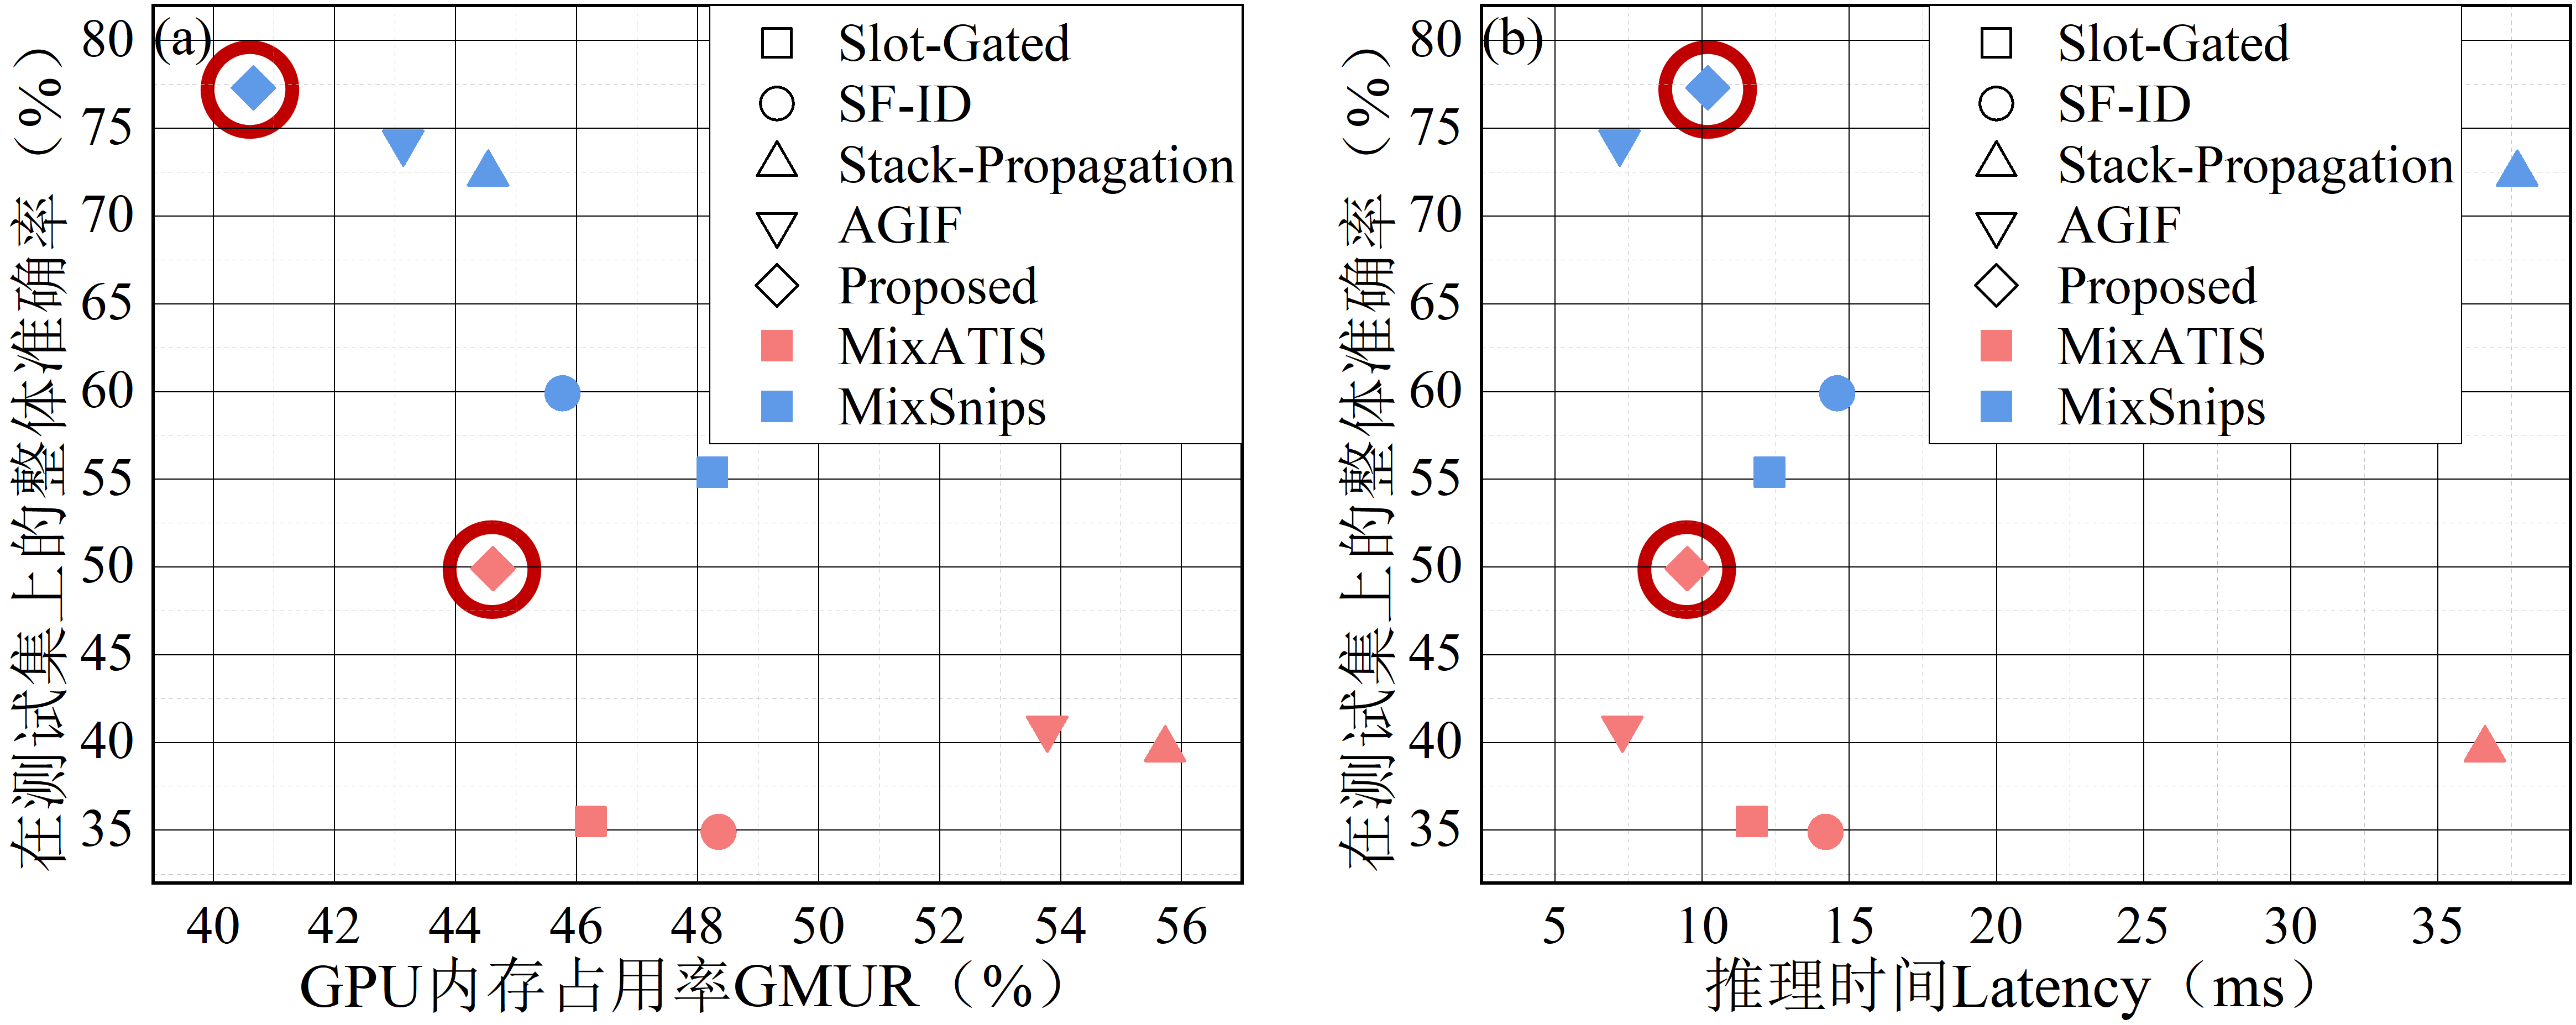 (a)
在测试集上的整体准确率（%）
80
75
70
65
60
55
50
45
40
35
Slot-Gated
SF-ID
Stack-Propagation
AGIF
Proposed
MixATIS
MixSnips
40 42 44 46 48 50 52 54 56
GPU内存占用率GMUR（%）
(b)
在测试集上的整体准确率（%）
80
75
70
65
60
55
50
45
40
35
Slot-Gated
SF-ID
Stack-Propagation
AGIF
Proposed
MixATIS
MixSnips
5 10 15 20 25 30 35
推理时间Latency（ms）